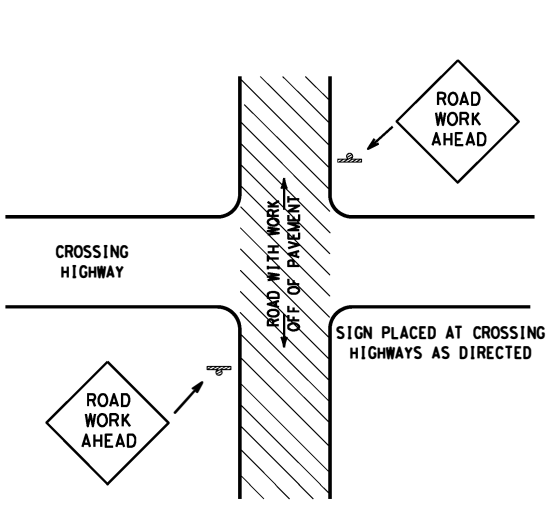 ROAD
WORK
AHEAD
ROAD WITH WORK
OFF OF PAVEMENT
CROSSING
HIGHWAY
SIGN PLACED AT CROSSING
HIGHWAYS AS DIRECTED
ROAD
WORK
AHEAD